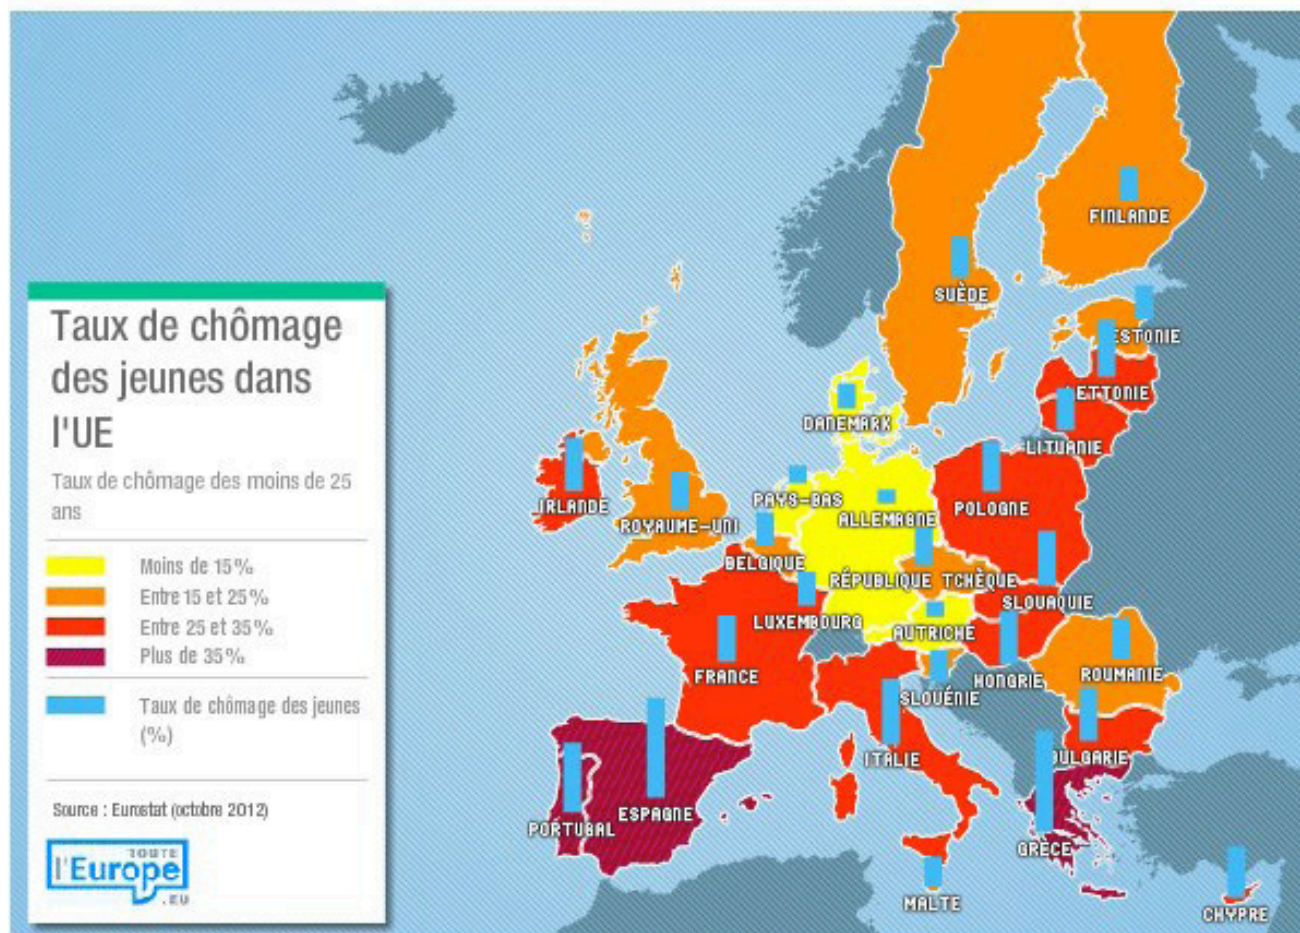 Taux de chômage
des jeunes dans
l'UE
Taux de chômage des moins de 25
ans
Moins de 15%
Entre 15 et 25%
Entre 25 et 35%
Plus de 35%
Taux de chômage des jeunes
(%)
Source : Eurostat (octobre 2012)
TOUTE
l'Europe
.EU
FINLANDE
SUÈDE
ESTONIE
LETTONIE
DANEMARK
LITUANIE
PAYS-BAS
IRLANDE
ALLEMAGNE
POLOGNE
ROYAUME-UNI
BELGIQUE
RÉPUBLIQUE TCHÈQUE
SLOVAQUIE
LUXEMBOURG
AUTRICHE
FRANCE
HONGRIE
ROUMANIE
SLOVÉNIE
ITALIE
BULGARIE
ESPAGNE
PORTUGAL
GRÈCE
MALTE
CHYPRE